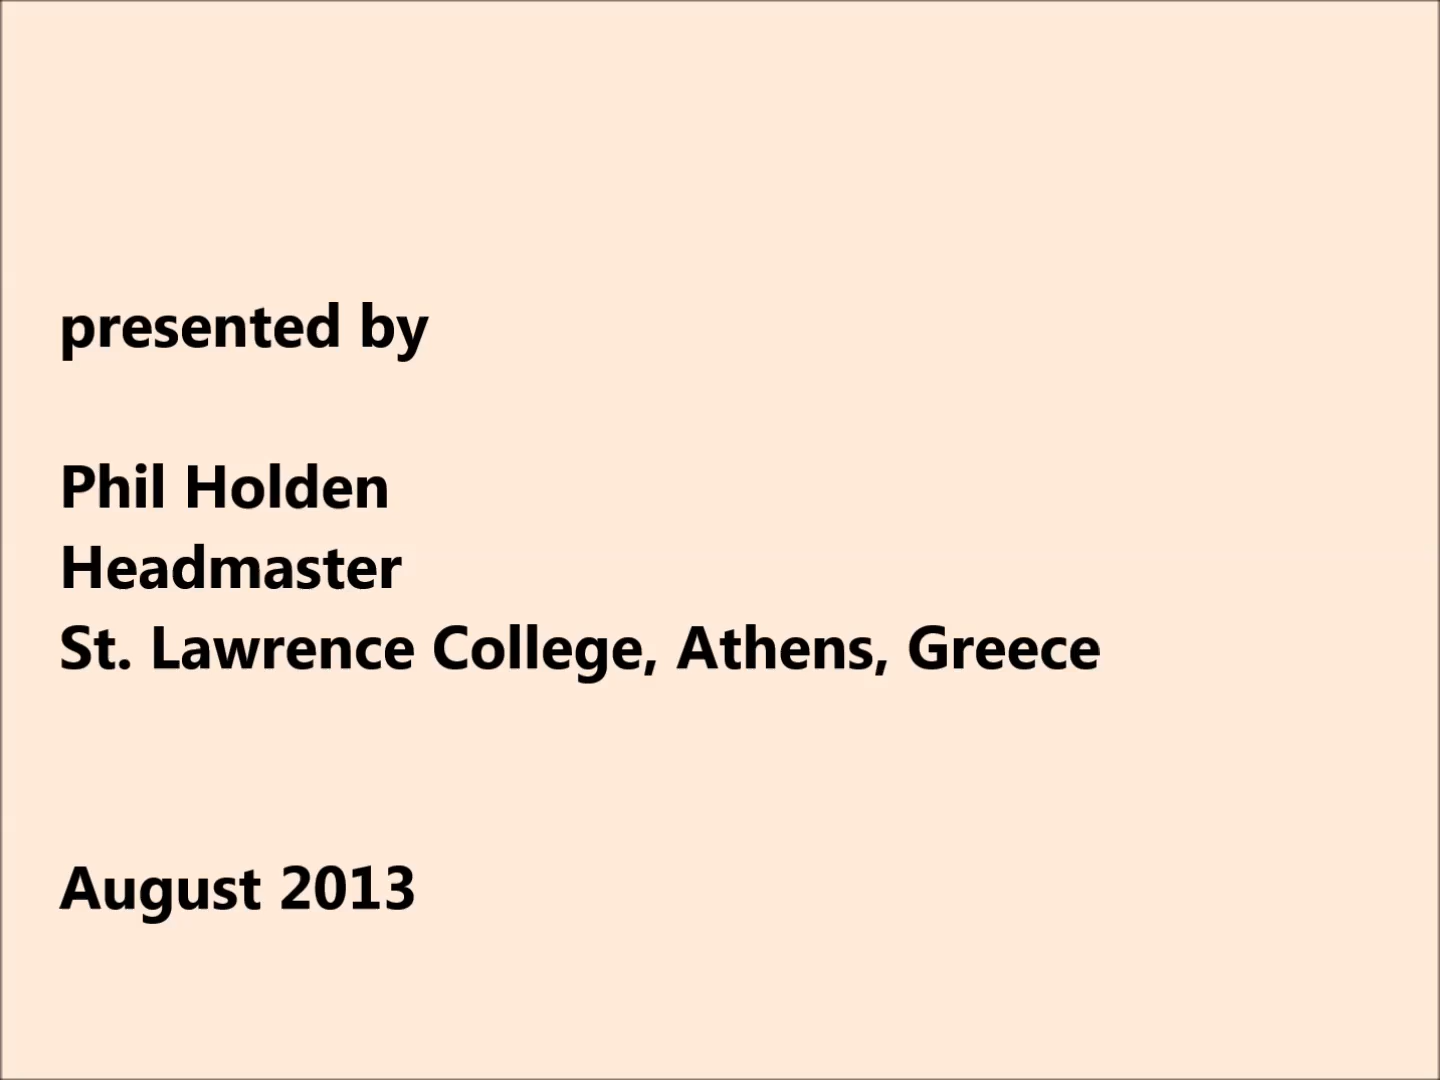 presented by
Phil Holden
Headmaster
St. Lawrence College, Athens, Greece
August 2013